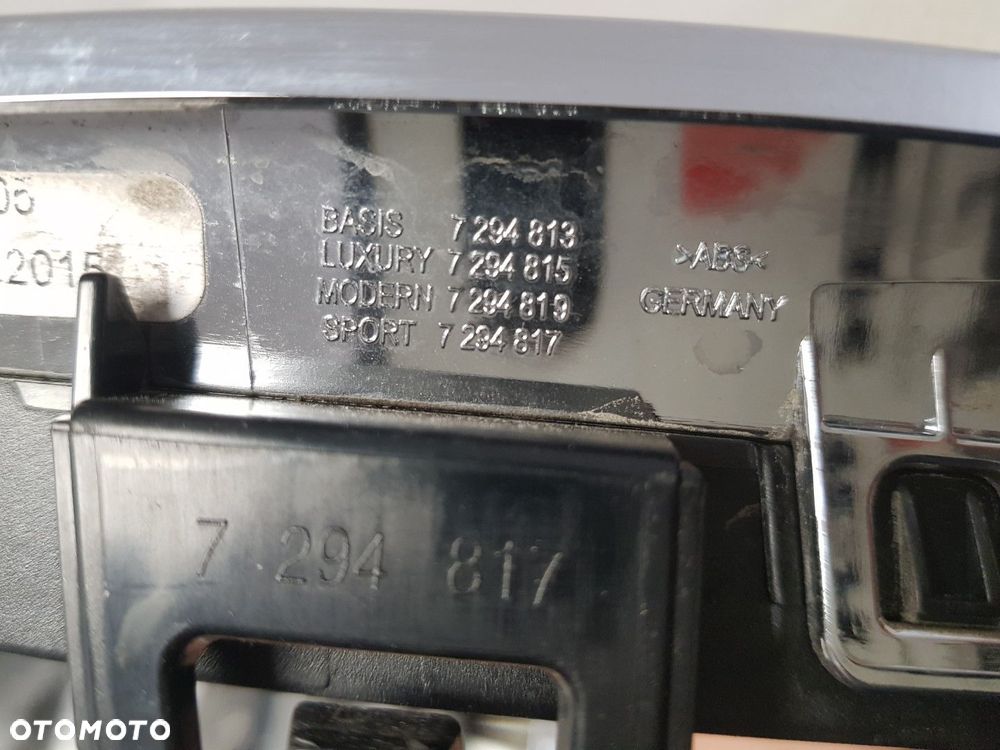 05
2015
BASIS 7 294 813
LUXURY 7 294 815
MODERN 7 294 819
SPORT 7 294 817
>ABS<
GERMANY
7 294 817
OTOMOTO